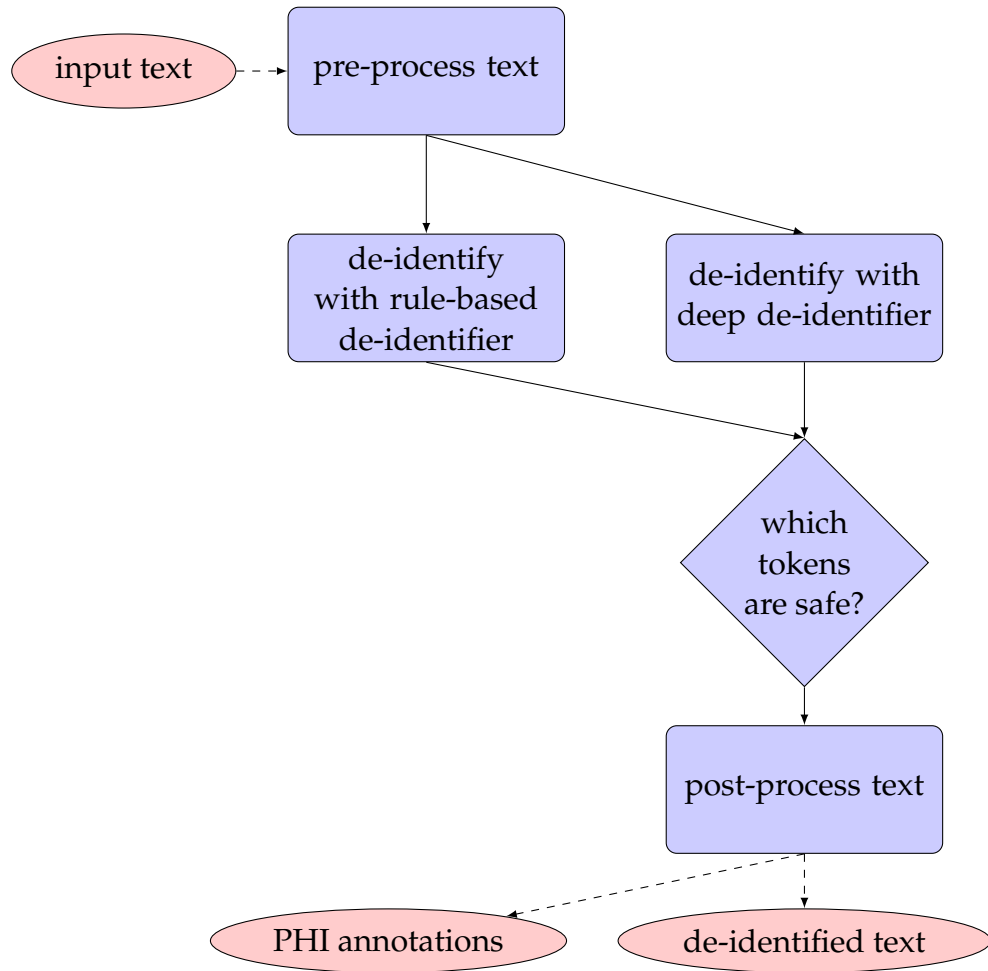 input text
pre-process text
de-identify
with rule-based
de-identifier
de-identify with
deep de-identifier
which
tokens
are safe?
post-process text
PHI annotations
de-identified text